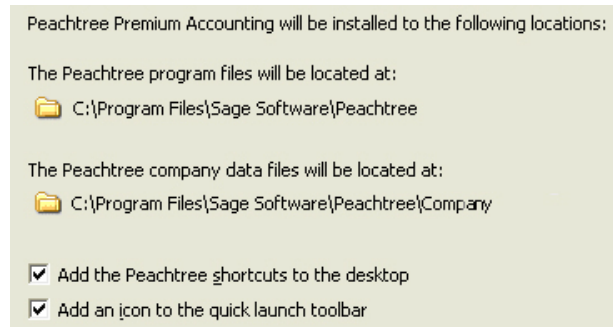 Peachtree Premium Accounting will be installed to the following locations:
The Peachtree program files will be located at:
C:\Program Files\Sage Software\Peachtree
The Peachtree company data files will be located at:
C:\Program Files\Sage Software\Peachtree\Company
Add the Peachtree shortcuts to the desktop
Add an icon to the quick launch toolbar